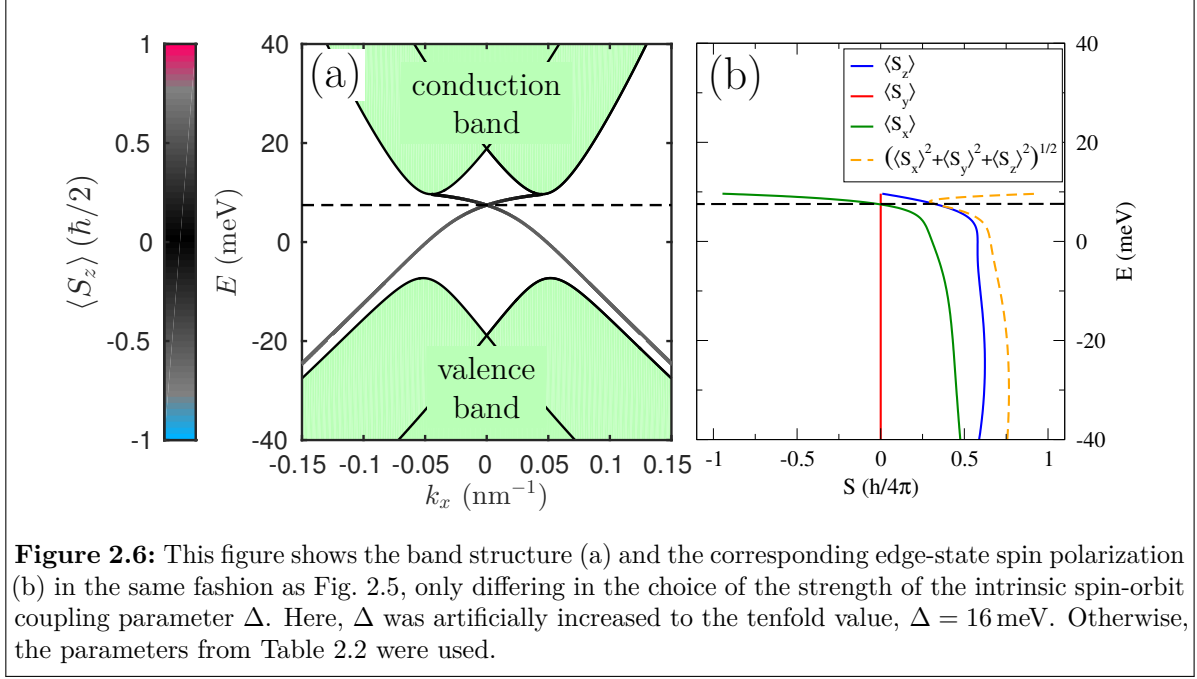 1
0.5
0
-0.5
-1
⟨S_z⟩ (ħ/2)
(a)
conduction
band
valence
band
40
20
0
-20
-40
E (meV)
-0.15 -0.1 -0.05 0 0.05 0.1 0.15
k_x (nm⁻¹)
(b)
⟨S_z⟩
⟨S_y⟩
⟨S_x⟩
(⟨S_x⟩²+⟨S_y⟩²+⟨S_z⟩²)^1/2
40
20
0
-20
-40
E (meV)
-1 -0.5 0 0.5 1
S (h/4π)
Figure 2.6: This figure shows the band structure (a) and the corresponding edge-state spin polarization
(b) in the same fashion as Fig. 2.5, only differing in the choice of the strength of the intrinsic spin-orbit
coupling parameter Δ. Here, Δ was artificially increased to the tenfold value, Δ = 16 meV. Otherwise,
the parameters from Table 2.2 were used.